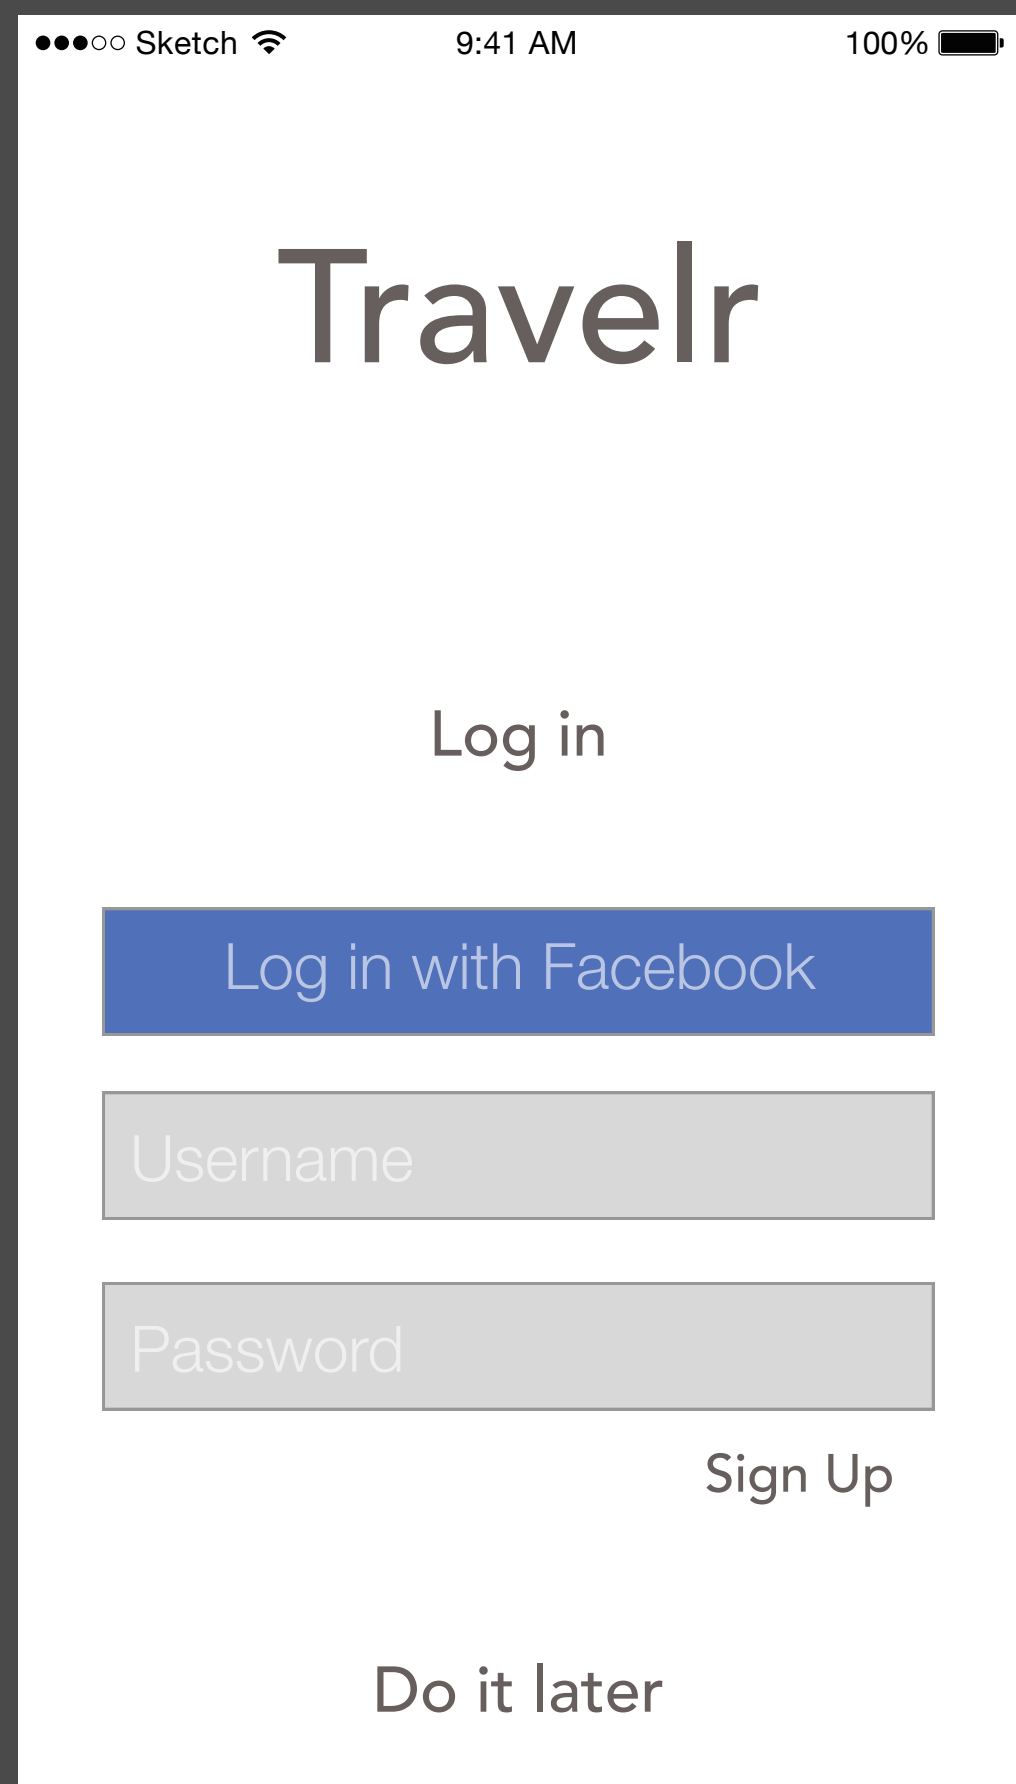 Sketch 9:41 AM 100%
Travelr
Log in
Log in with Facebook
Username
Password
Sign Up
Do it later